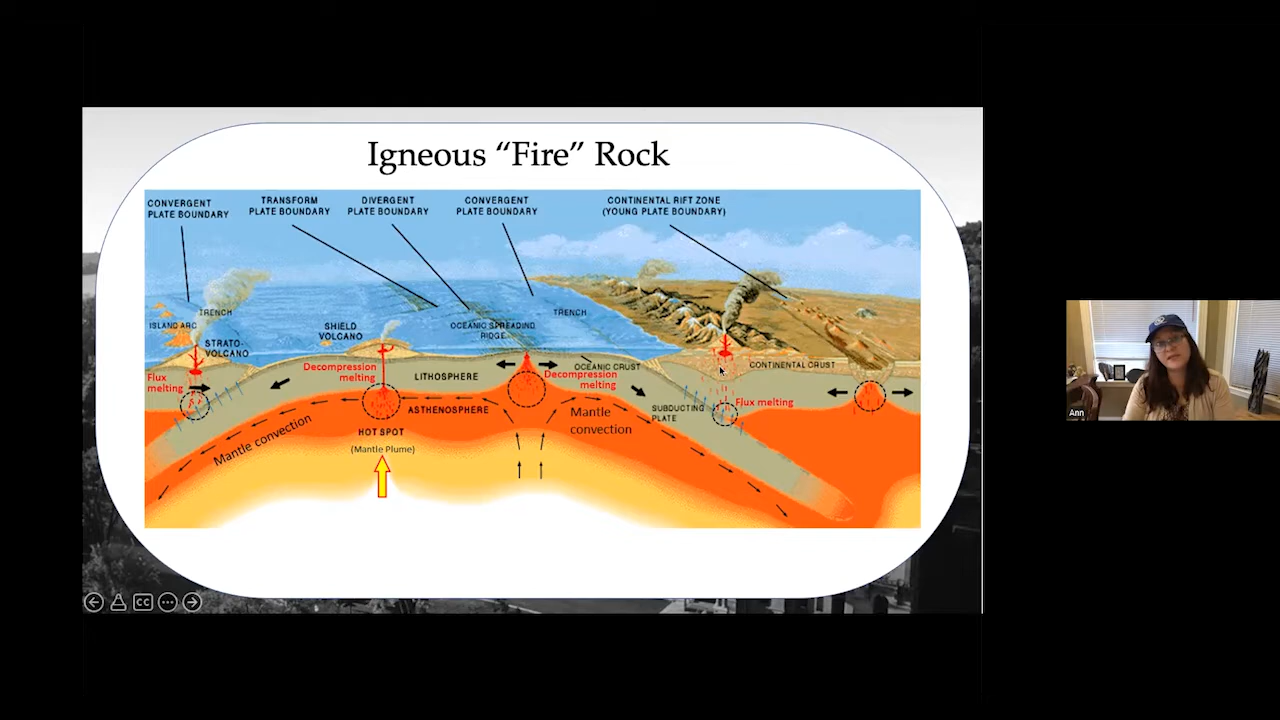 Igneous “Fire” Rock
CONVERGENT
PLATE BOUNDARY
TRANSFORM
PLATE BOUNDARY
DIVERGENT
PLATE BOUNDARY
CONVERGENT
PLATE BOUNDARY
CONTINENTAL RIFT ZONE
(YOUNG PLATE BOUNDARY)
TRENCH
ISLAND ARC
STRATO-
VOLCANO
SHIELD
VOLCANO
OCEANIC SPREADING
RIDGE
TRENCH
Flux
melting
Decompression
melting
LITHOSPHERE
Decompression
melting
OCEANIC CRUST
CONTINENTAL CRUST
ASTHENOSPHERE
Mantle
convection
SUBDUCTING
PLATE
Flux melting
Mantle convection
HOT SPOT
(Mantle Plume)
CC
Ann